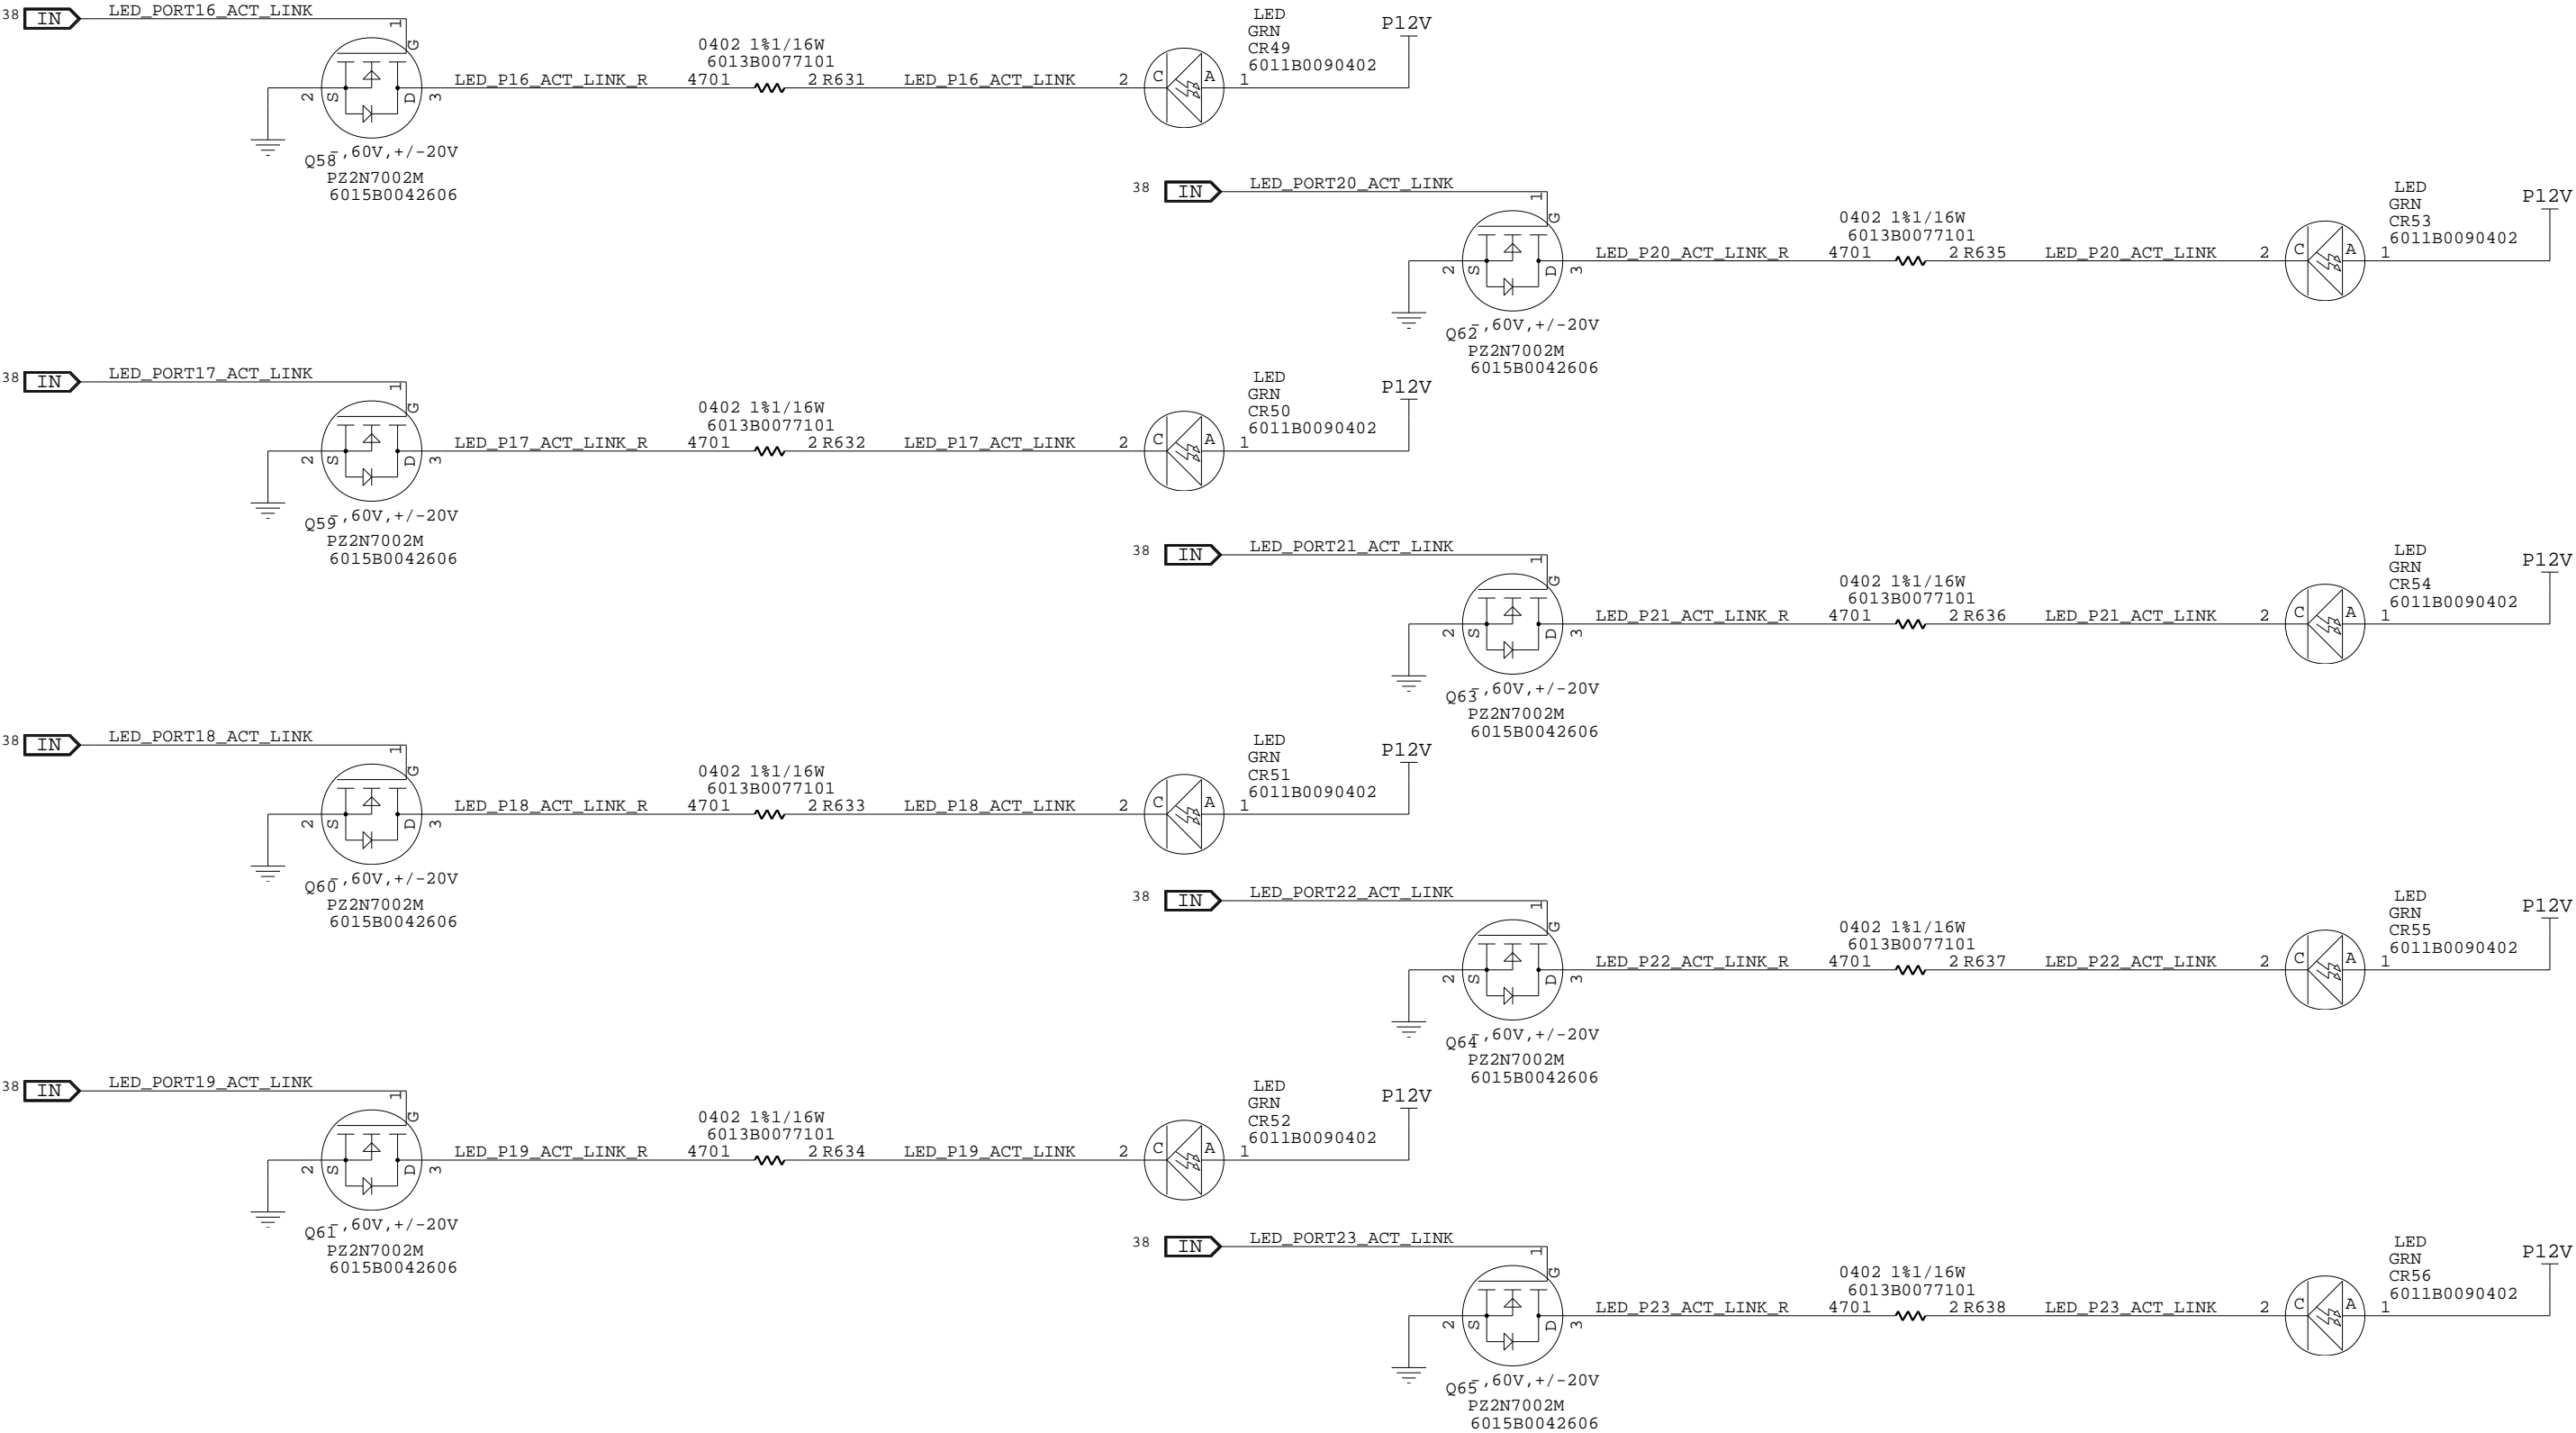 38 IN LED_PORT16_ACT_LINK
1
G
LED
GRN
CR49
6011B0090402
P12V
0402 1%1/16W
6013B0077101
2 S D 3 LED_P16_ACT_LINK_R 4701 2 R631 LED_P16_ACT_LINK 2 C A 1
Q58 -,60V,+/-20V
PZ2N7002M
6015B0042606
38 IN LED_PORT17_ACT_LINK
1
G
LED
GRN
CR50
6011B0090402
P12V
0402 1%1/16W
6013B0077101
2 S D 3 LED_P17_ACT_LINK_R 4701 2 R632 LED_P17_ACT_LINK 2 C A 1
Q59 -,60V,+/-20V
PZ2N7002M
6015B0042606
38 IN LED_PORT18_ACT_LINK
1
G
LED
GRN
CR51
6011B0090402
P12V
0402 1%1/16W
6013B0077101
2 S D 3 LED_P18_ACT_LINK_R 4701 2 R633 LED_P18_ACT_LINK 2 C A 1
Q60 -,60V,+/-20V
PZ2N7002M
6015B0042606
38 IN LED_PORT19_ACT_LINK
1
G
LED
GRN
CR52
6011B0090402
P12V
0402 1%1/16W
6013B0077101
2 S D 3 LED_P19_ACT_LINK_R 4701 2 R634 LED_P19_ACT_LINK 2 C A 1
Q61 -,60V,+/-20V
PZ2N7002M
6015B0042606
38 IN LED_PORT20_ACT_LINK
1
G
LED
GRN
CR53
6011B0090402
P12V
0402 1%1/16W
6013B0077101
2 S D 3 LED_P20_ACT_LINK_R 4701 2 R635 LED_P20_ACT_LINK 2 C A 1
Q62 -,60V,+/-20V
PZ2N7002M
6015B0042606
38 IN LED_PORT21_ACT_LINK
1
G
LED
GRN
CR54
6011B0090402
P12V
0402 1%1/16W
6013B0077101
2 S D 3 LED_P21_ACT_LINK_R 4701 2 R636 LED_P21_ACT_LINK 2 C A 1
Q63 -,60V,+/-20V
PZ2N7002M
6015B0042606
38 IN LED_PORT22_ACT_LINK
1
G
LED
GRN
CR55
6011B0090402
P12V
0402 1%1/16W
6013B0077101
2 S D 3 LED_P22_ACT_LINK_R 4701 2 R637 LED_P22_ACT_LINK 2 C A 1
Q64 -,60V,+/-20V
PZ2N7002M
6015B0042606
38 IN LED_PORT23_ACT_LINK
1
G
LED
GRN
CR56
6011B0090402
P12V
0402 1%1/16W
6013B0077101
2 S D 3 LED_P23_ACT_LINK_R 4701 2 R638 LED_P23_ACT_LINK 2 C A 1
Q65 -,60V,+/-20V
PZ2N7002M
6015B0042606